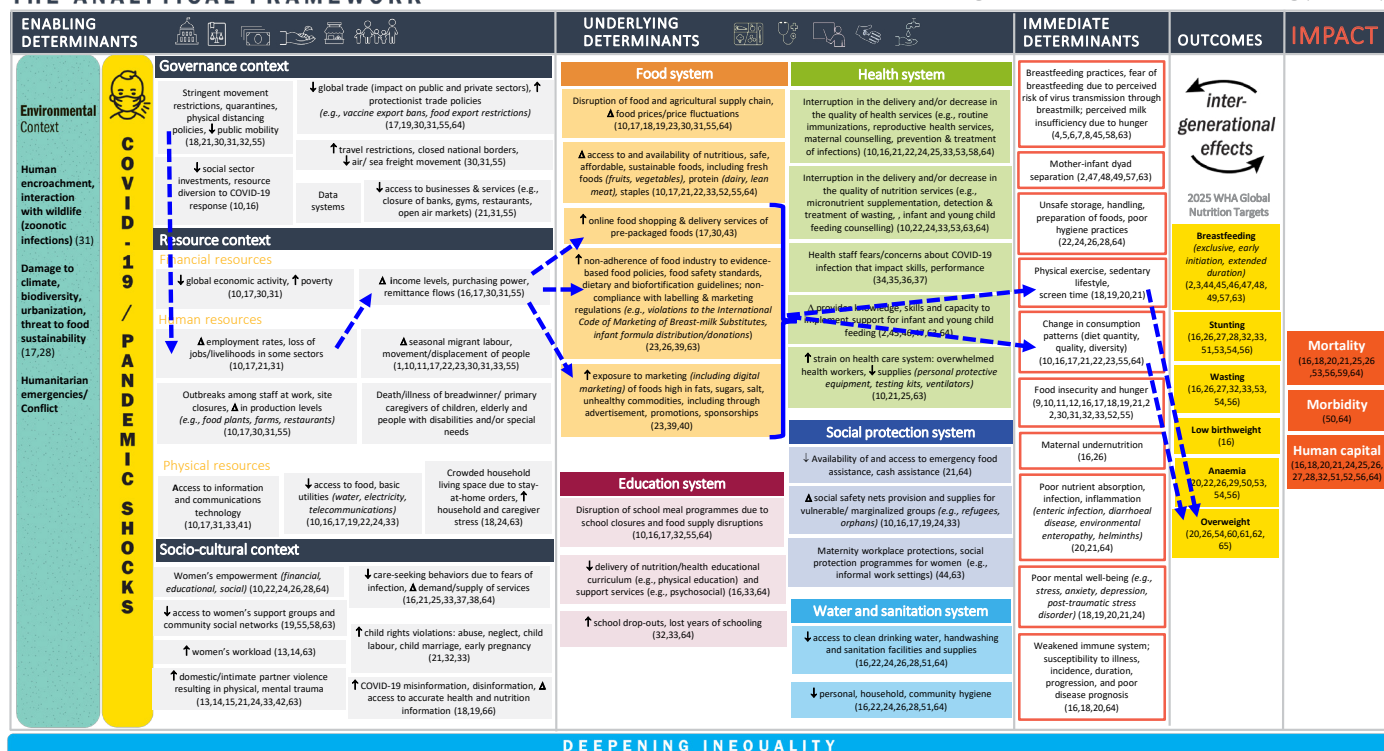 THE ANALYTICAL FRAMEWORK
ENABLING
DETERMINANTS
UNDERLYING
DETERMINANTS
IMMEDIATE
DETERMINANTS
OUTCOMES
IMPACT
Environmental
Context
Human
encroachment,
interaction
with wildlife
(zoonotic
infections) (31)
Damage to
climate,
biodiversity,
urbanization,
threat to food
sustainability
(17,28)
Humanitarian
emergencies/
Conflict
COVID-19 / PANDEMIC SHOCKS
Governance context
Stringent movement
restrictions, quarantines,
physical distancing
policies, ↓ public mobility
(18,21,30,31,32,55)
↓ global trade (impact on public and private sectors), ↑
protectionist trade policies
(e.g., vaccine export bans, food export restrictions)
(17,19,30,31,55,64)
↑ travel restrictions, closed national borders,
↓ air/ sea freight movement (30,31,55)
↓ social sector
investments, resource
diversion to COVID-19
response (10,16)
Data
systems
↓ access to businesses & services (e.g.,
closure of banks, gyms, restaurants,
open air markets) (21,31,55)
Resource context
Financial resources
↓ global economic activity, ↑ poverty
(10,17,30,31)
Δ income levels, purchasing power,
remittance flows (16,17,30,31,55)
Human resources
Δ employment rates, loss of
jobs/livelihoods in some sectors
(10,17,21,31)
Δ seasonal migrant labour,
movement/displacement of people
(1,10,11,17,22,23,30,31,33,55)
Outbreaks among staff at work, site
closures, Δ in production levels
(e.g., food plants, farms, restaurants)
(10,17,30,31,55)
Death/illness of breadwinner/ primary
caregivers of children, elderly and
people with disabilities and/or special
needs
Physical resources
Access to information
and communications
technology
(10,17,31,33,41)
↓ access to food, basic
utilities (water, electricity,
telecommunications)
(10,16,17,19,22,24,33)
Crowded household
living space due to stay-
at-home orders, ↑
household and caregiver
stress (18,24,63)
Socio-cultural context
Women's empowerment (financial,
educational, social) (10,22,24,26,28,64)
↓ care-seeking behaviors due to fears of
infection, Δ demand/supply of services
(16,21,25,33,37,38,64)
↓ access to women's support groups and
community social networks (19,55,58,63)
↑ women's workload (13,14,63)
↑ child rights violations: abuse, neglect, child
labour, child marriage, early pregnancy
(21,32,33)
↑ domestic/intimate partner violence
resulting in physical, mental trauma
(13,14,15,21,24,33,42,63)
↑ COVID-19 misinformation, disinformation, Δ
access to accurate health and nutrition
information (18,19,66)
Food system
Disruption of food and agricultural supply chain,
Δ food prices/price fluctuations
(10,17,18,19,23,30,31,55,64)
Δ access to and availability of nutritious, safe,
affordable, sustainable foods, including fresh
foods (fruits, vegetables), protein (dairy, lean
meat), staples (10,17,21,22,33,52,55,64)
↑ online food shopping & delivery services of
pre-packaged foods (17,30,43)
↑ non-adherence of food industry to evidence-
based food policies, food safety standards,
dietary and biofortification guidelines; non-
compliance with labelling & marketing
regulations (e.g., violations to the International
Code of Marketing of Breast-milk Substitutes,
infant formula distribution/donations)
(23,26,39,63)
↑ exposure to marketing (including digital
marketing) of foods high in fats, sugars, salt,
unhealthy commodities, including through
advertisement, promotions, sponsorships
(23,39,40)
Education system
Disruption of school meal programmes due to
school closures and food supply disruptions
(10,16,17,32,55,64)
↓ delivery of nutrition/health educational
curriculum (e.g., physical education) and
support services (e.g., psychosocial) (16,33,64)
↑ school drop-outs, lost years of schooling
(32,33,64)
Health system
Interruption in the delivery and/or decrease in
the quality of health services (e.g., routine
immunizations, reproductive health services,
maternal counselling, prevention & treatment
of infections) (10,16,21,22,24,25,33,53,58,64)
Interruption in the delivery and/or decrease in
the quality of nutrition services (e.g.,
micronutrient supplementation, detection &
treatment of wasting, , infant and young child
feeding counselling) (10,22,24,33,53,63,64)
Health staff fears/concerns about COVID-19
infection that impact skills, performance
(34,35,36,37)
Δ provider knowledge, skills and capacity to
implement support for infant and young child
feeding
↑ strain on health care system: overwhelmed
health workers, ↓ supplies (personal protective
equipment, testing kits, ventilators)
(10,21,25,63)
Social protection system
↓ Availability of and access to emergency food
assistance, cash assistance (21,64)
Δ social safety nets provision and supplies for
vulnerable/ marginalized groups (e.g., refugees,
orphans) (10,16,17,19,24,33)
Maternity workplace protections, social
protection programmes for women (e.g.,
informal work settings) (44,63)
Water and sanitation system
↓ access to clean drinking water, handwashing
and sanitation facilities and supplies
(16,22,24,26,28,51,64)
↓ personal, household, community hygiene
(16,22,24,26,28,51,64)
Breastfeeding practices, fear of
breastfeeding due to perceived
risk of virus transmission through
breastmilk; perceived milk
insufficiency due to hunger
(4,5,6,7,8,45,58,63)
Mother-infant dyad
separation (2,47,48,49,57,63)
Unsafe storage, handling,
preparation of foods, poor
hygiene practices
(22,24,26,28,64)
Physical exercise, sedentary
lifestyle,
screen time (18,19,20,21)
Change in consumption
patterns (diet quantity,
quality, diversity)
(10,16,17,21,22,23,55,64)
Food insecurity and hunger
(9,10,11,12,16,17,18,19,21,2
2,30,31,32,33,52,55)
Maternal undernutrition
(16,26)
Poor nutrient absorption,
infection, inflammation
(enteric infection, diarrhoeal
disease, environmental
enteropathy, helminths)
(20,21,64)
Poor mental well-being (e.g.,
stress, anxiety, depression,
post-traumatic stress
disorder) (18,19,20,21,24)
Weakened immune system;
susceptibility to illness,
incidence, duration,
progression, and poor
disease prognosis
(16,18,20,64)
inter-
generational
effects
2025 WHA Global
Nutrition Targets
Breastfeeding
(exclusive, early
initiation, extended
duration)
(2,3,44,45,46,47,48,
49,57,63)
Stunting
(16,26,27,28,32,33,
51,53,54,56)
Wasting
(16,26,27,32,33,53,
54,56)
Low birthweight
(16)
Anaemia
(20,22,26,29,50,53,
54,56)
Overweight
(20,26,54,60,61,62,
65)
Mortality
(16,18,20,21,25,26
,53,56,59,64)
Morbidity
(50,64)
Human capital
(16,18,20,21,24,25,26,
27,28,32,51,52,56,64)
DEEPENING INEQUALITY